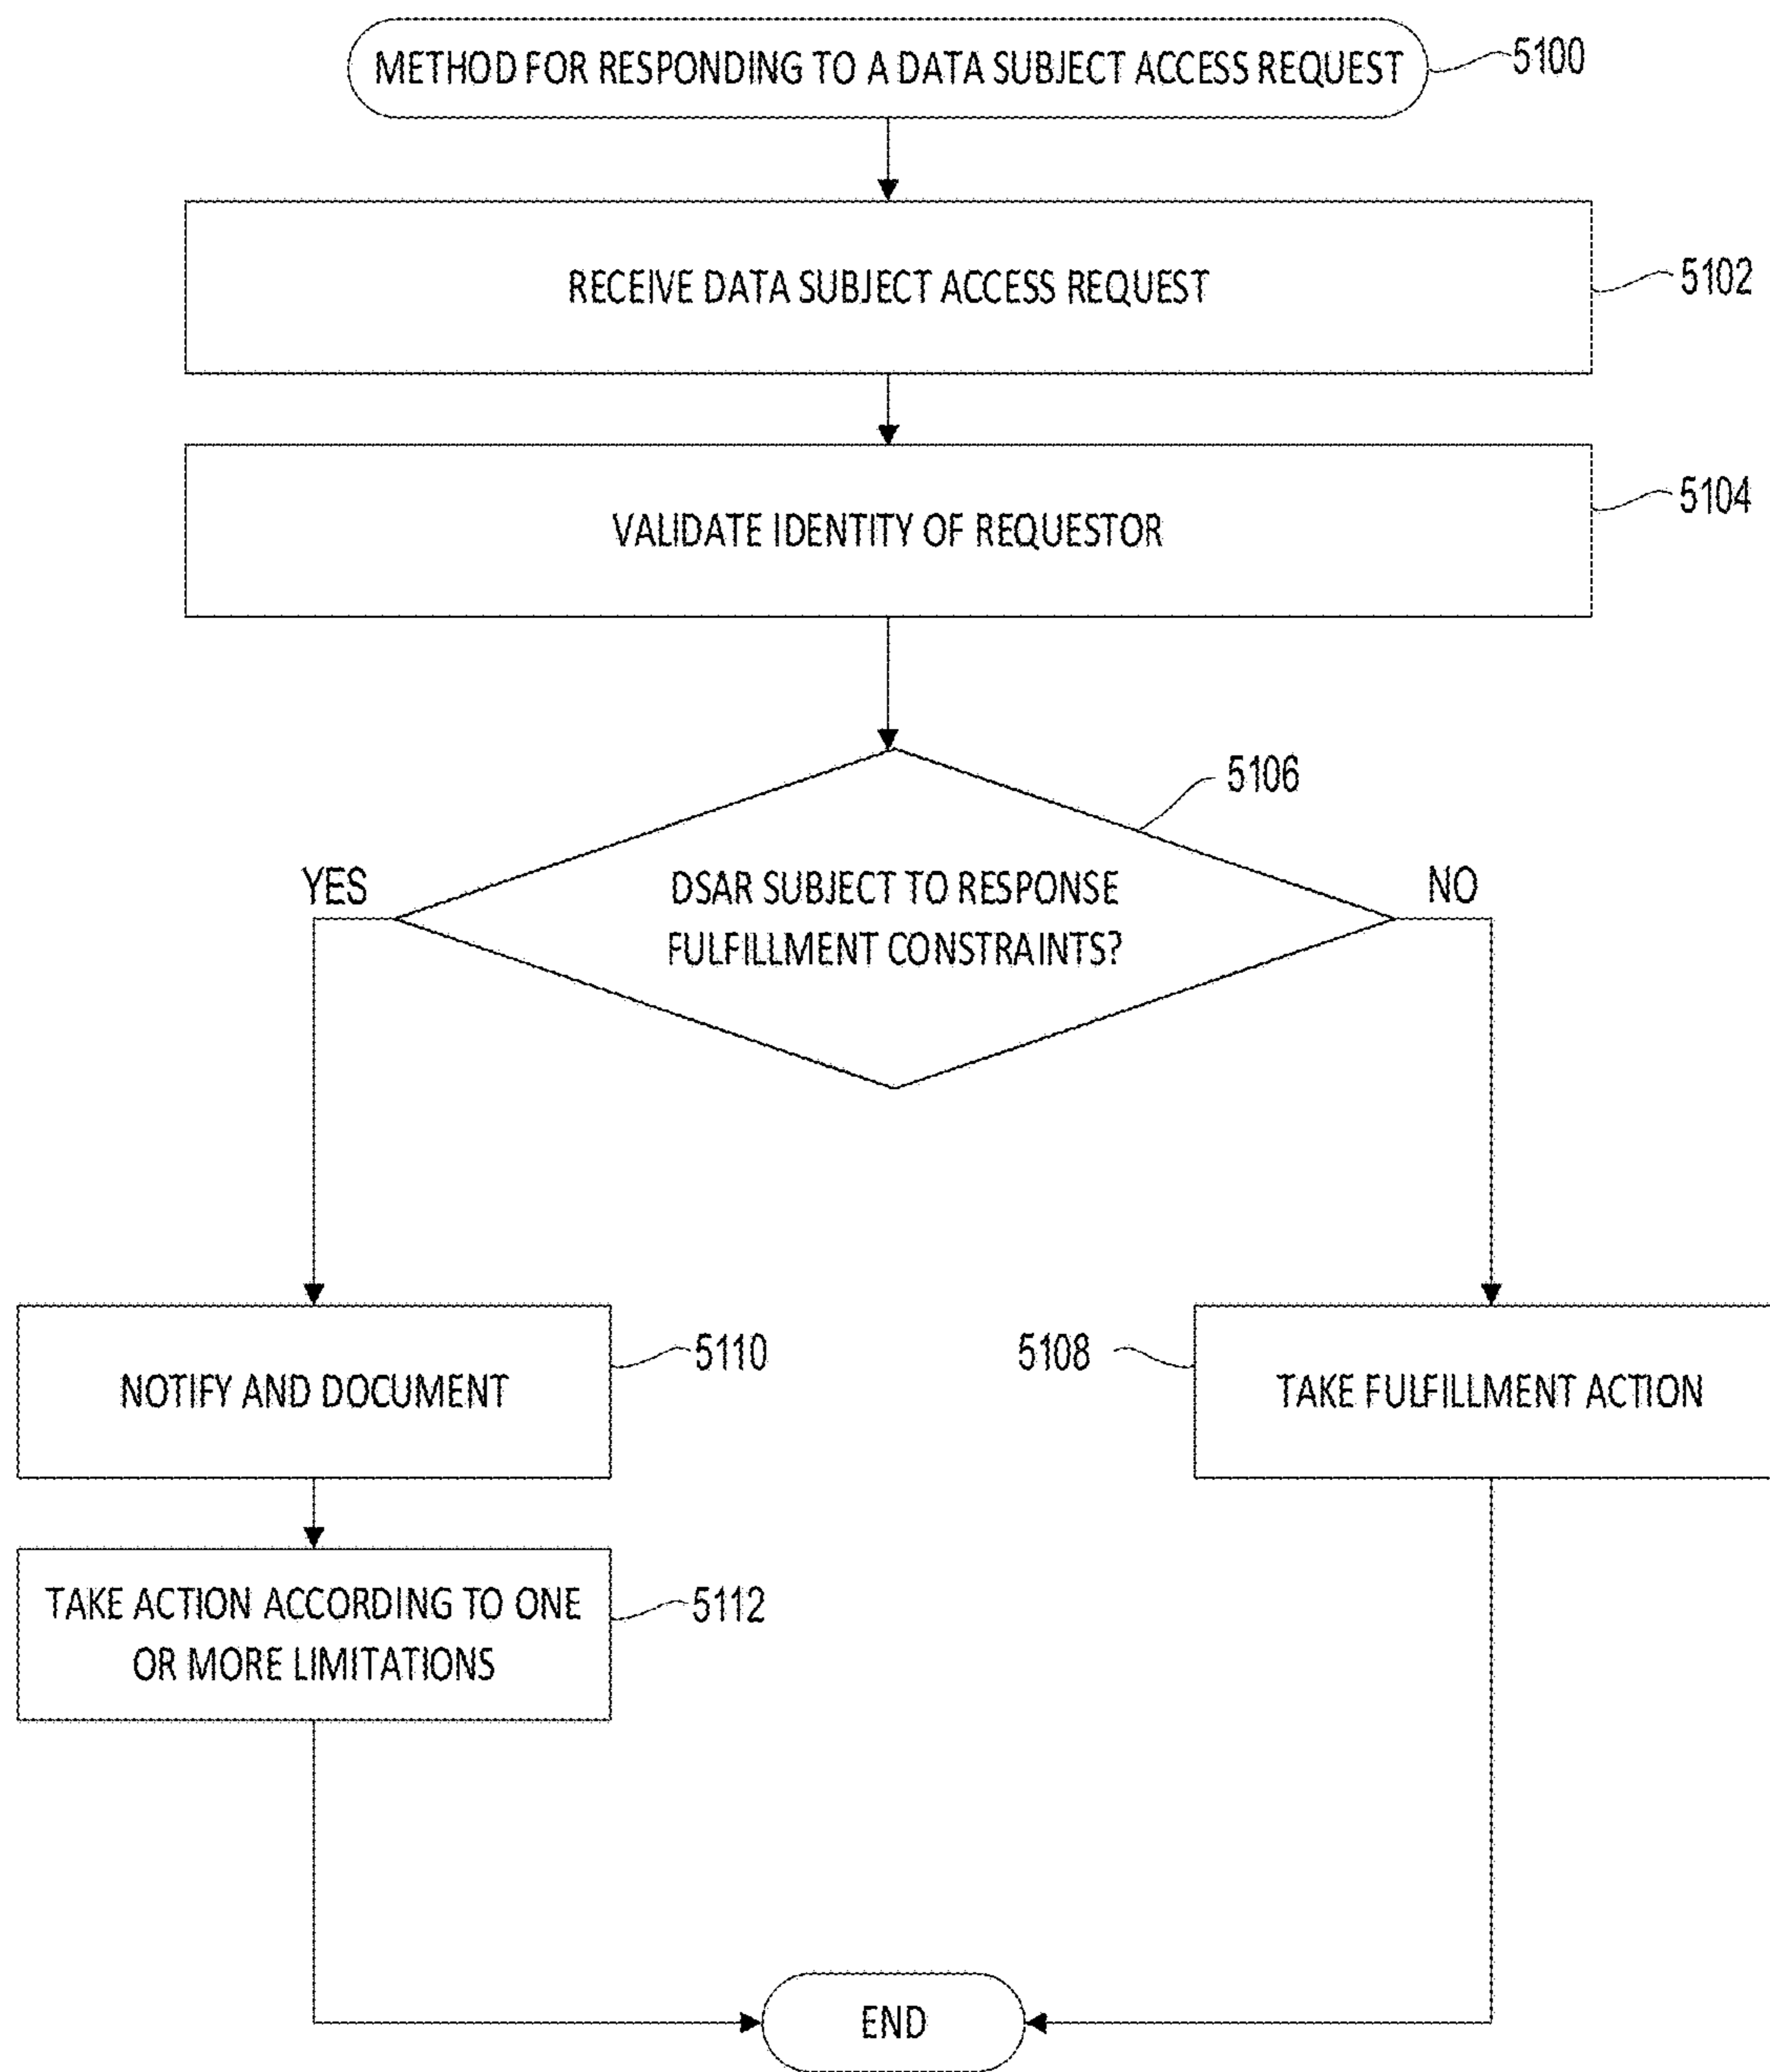 METHOD FOR RESPONDING TO A DATA SUBJECT ACCESS REQUEST
5100
RECEIVE DATA SUBJECT ACCESS REQUEST
5102
VALIDATE IDENTITY OF REQUESTOR
5104
5106
YES
DSAR SUBJECT TO RESPONSE
FULFILLMENT CONSTRAINTS?
NO
NOTIFY AND DOCUMENT
5110
5108
TAKE FULFILLMENT ACTION
TAKE ACTION ACCORDING TO ONE
OR MORE LIMITATIONS
5112
END